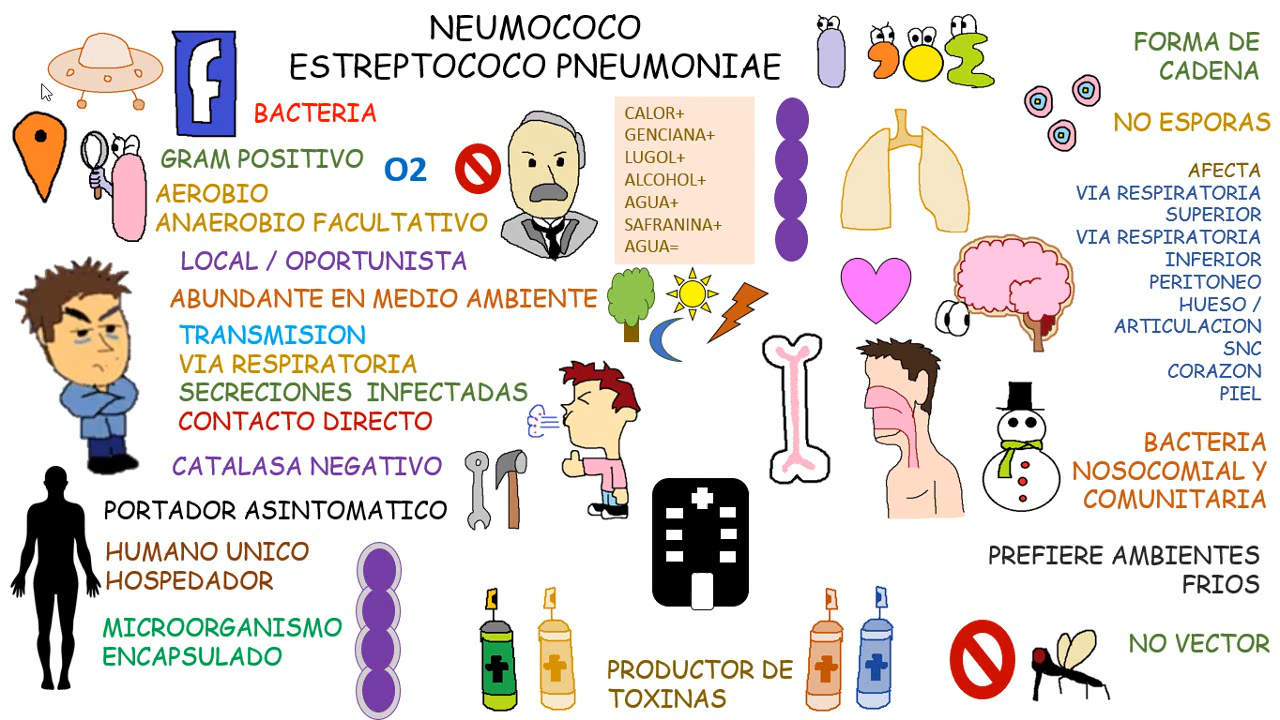 NEUMOCOCO
ESTREPTOCOCO PNEUMONIAE
f
BACTERIA
GRAM POSITIVO
O2
AEROBIO
ANAEROBIO FACULTATIVO
LOCAL / OPORTUNISTA
ABUNDANTE EN MEDIO AMBIENTE
TRANSMISION
VIA RESPIRATORIA
SECRECIONES INFECTADAS
CONTACTO DIRECTO
CATALASA NEGATIVO
PORTADOR ASINTOMATICO
HUMANO UNICO
HOSPEDADOR
MICROORGANISMO
ENCAPSULADO
CALOR+
GENCIANA+
LUGOL+
ALCOHOL+
AGUA+
SAFRANINA+
AGUA=
PRODUCTOR DE
TOXINAS
FORMA DE
CADENA
NO ESPORAS
AFECTA
VIA RESPIRATORIA
SUPERIOR
VIA RESPIRATORIA
INFERIOR
PERITONEO
HUESO /
ARTICULACION
SNC
CORAZON
PIEL
BACTERIA
NOSOCOMIAL Y
COMUNITARIA
PREFIERE AMBIENTES
FRIOS
NO VECTOR